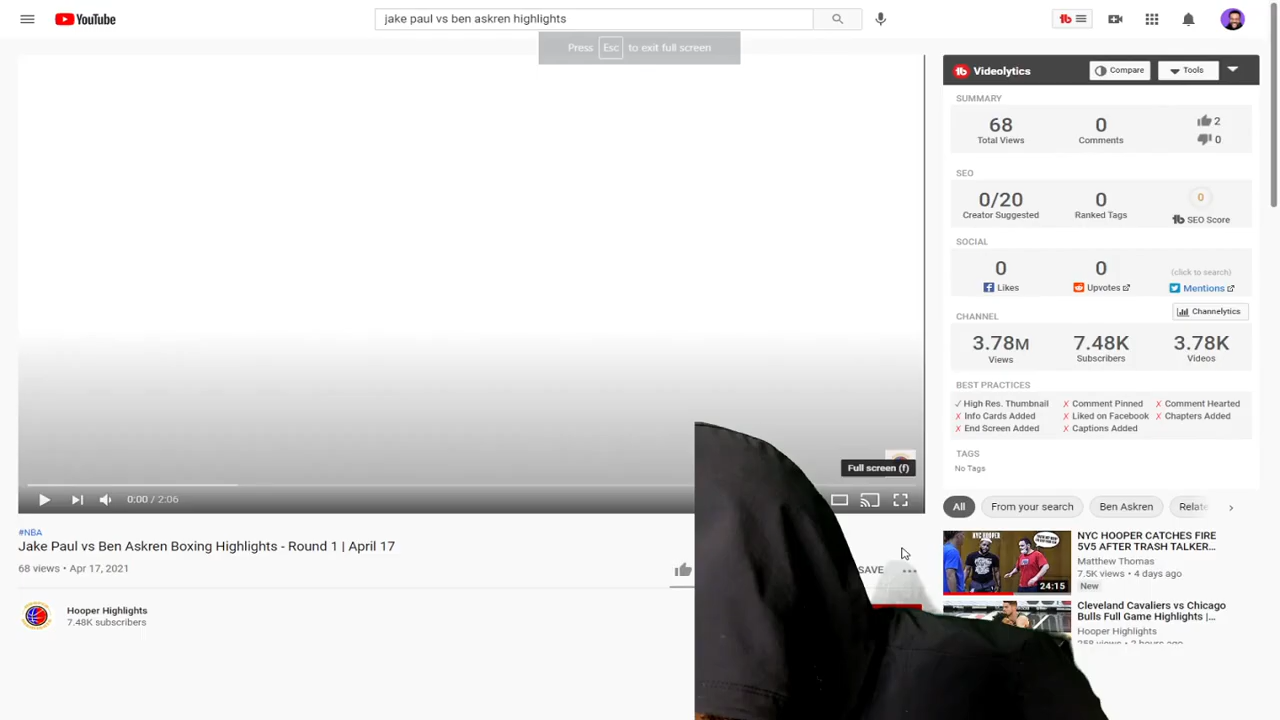 YouTube
jake paul vs ben askren highlights
Press Esc to exit full screen
Full screen (f)
0:00 / 2:06
#NBA
Jake Paul vs Ben Askren Boxing Highlights - Round 1 | April 17
68 views • Apr 17, 2021
SAVE
Hooper Highlights
7.48K subscribers
Videolytics
Compare
Tools
SUMMARY
68
Total Views
0
Comments
2
0
SEO
0/20
Creator Suggested
0
Ranked Tags
0
SEO Score
SOCIAL
0
Likes
0
Upvotes
(click to search)
Mentions
CHANNEL
Channelytics
3.78M
Views
7.48K
Subscribers
3.78K
Videos
BEST PRACTICES
✓ High Res. Thumbnail ✗ Comment Pinned ✗ Comment Hearted
✗ Info Cards Added ✗ Liked on Facebook ✗ Chapters Added
✗ End Screen Added ✗ Captions Added
TAGS
No Tags
All From your search Ben Askren Relate
NYC HOOPER CATCHES FIRE
5V5 AFTER TRASH TALKER...
Matthew Thomas
7.5K views • 4 days ago
New
24:15
Cleveland Cavaliers vs Chicago
Bulls Full Game Highlights |...
Hooper Highlights